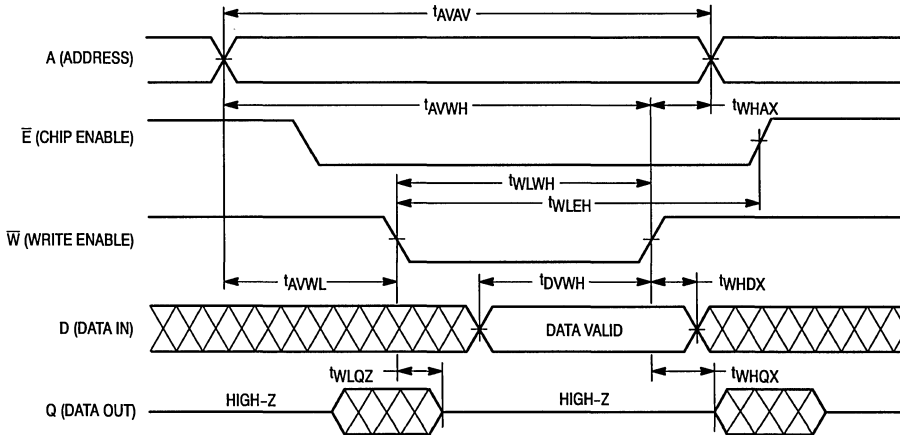 tAVAV
A (ADDRESS)
tAVWH
tWHAX
E̅ (CHIP ENABLE)
tWLWH
tWLEH
W̅ (WRITE ENABLE)
tAVWL
tDVWH
tWHDX
D (DATA IN)
DATA VALID
tWLQZ
tWHQX
Q (DATA OUT)
HIGH–Z
HIGH–Z